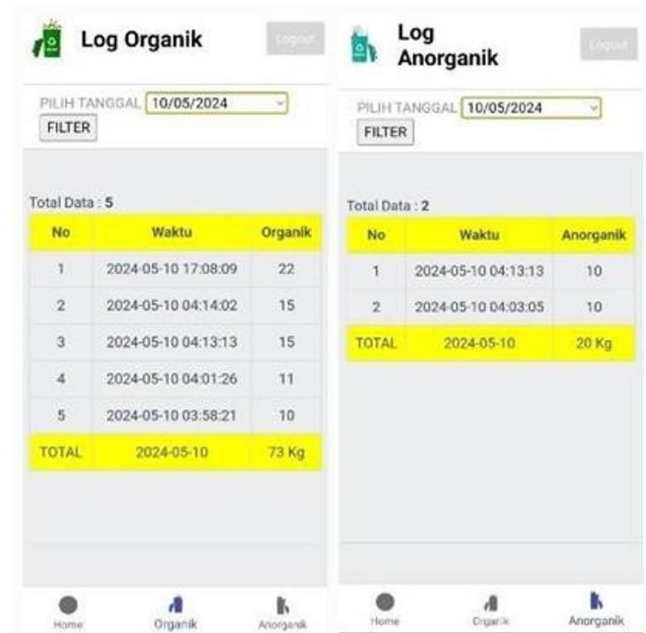 Log Organik
Logout
PILIH TANGGAL 10/05/2024
FILTER
Total Data : 5
No Waktu Organik
1 2024-05-10 17:08:09 22
2 2024-05-10 04:14:02 15
3 2024-05-10 04:13:13 15
4 2024-05-10 04:01:26 11
5 2024-05-10 03:58:21 10
TOTAL 2024-05-10 73 Kg
Home Organik Anorganik
Log
Anorganik
Logout
PILIH TANGGAL 10/05/2024
FILTER
Total Data : 2
No Waktu Anorganik
1 2024-05-10 04:13:13 10
2 2024-05-10 04:03:05 10
TOTAL 2024-05-10 20 Kg
Home Organik Anorganik